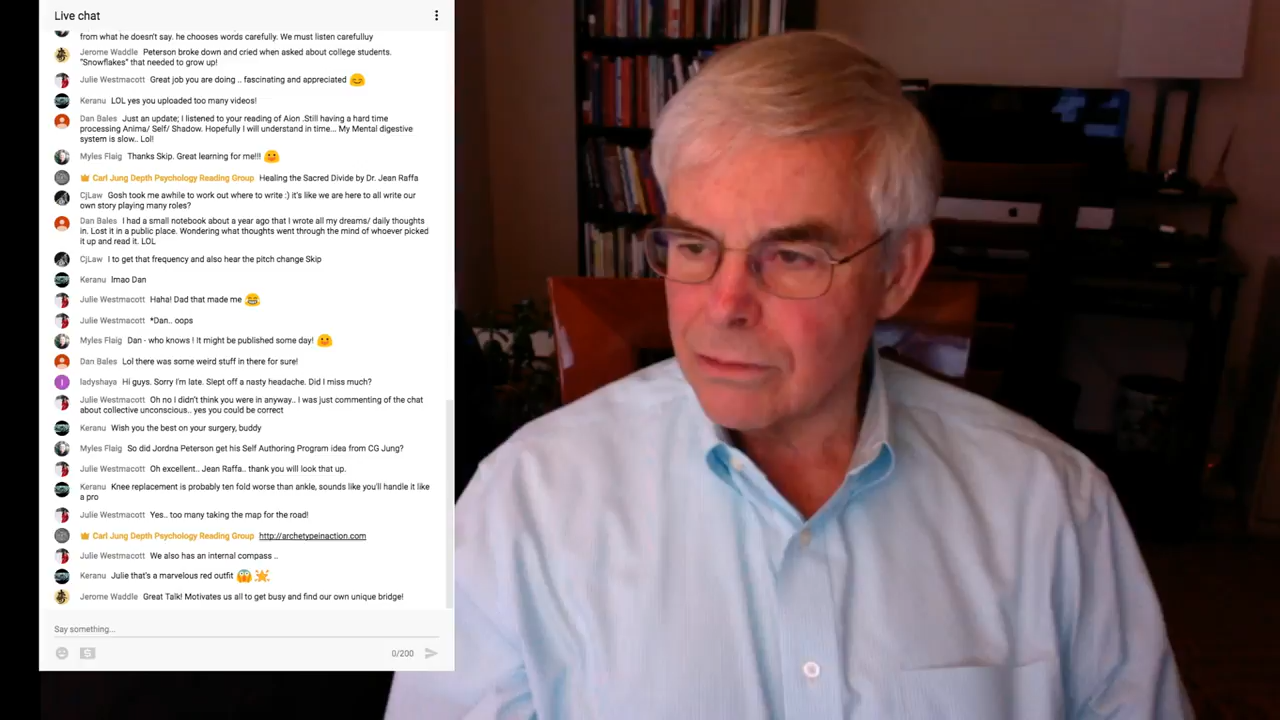 Live chat
from what he doesn't say. he chooses words carefully. We must listen carefulluy
Jerome Waddle Peterson broke down and cried when asked about college students.
"Snowflakes" that needed to grow up!
Julie Westmacott Great job you are doing .. fascinating and appreciated 😊
Keranu LOL yes you uploaded too many videos!
Dan Bales Just an update; I listened to your reading of Aion .Still having a hard time
processing Anima/ Self/ Shadow. Hopefully I will understand in time... My Mental digestive
system is slow.. Lol!
Myles Flaig Thanks Skip. Great learning for me!!! 😛
Carl Jung Depth Psychology Reading Group Healing the Sacred Divide by Dr. Jean Raffa
CjLaw Gosh took me awhile to work out where to write :) it's like we are here to all write our
own story playing many roles?
Dan Bales I had a small notebook about a year ago that I wrote all my dreams/ daily thoughts
in. Lost it in a public place. Wondering what thoughts went through the mind of whoever picked
it up and read it. LOL
CjLaw I to get that frequency and also hear the pitch change Skip
Keranu lmao Dan
Julie Westmacott Haha! Dad that made me 😂
Julie Westmacott *Dan.. oops
Myles Flaig Dan - who knows ! It might be published some day! 😛
Dan Bales Lol there was some weird stuff in there for sure!
I
ladyshaya Hi guys. Sorry I'm late. Slept off a nasty headache. Did I miss much?
Julie Westmacott Oh no I didn't think you were in anyway.. I was just commenting of the chat
about collective unconscious.. yes you could be correct
Keranu Wish you the best on your surgery, buddy
Myles Flaig So did Jordna Peterson get his Self Authoring Program idea from CG Jung?
Julie Westmacott Oh excellent.. Jean Raffa.. thank you will look that up.
Keranu Knee replacement is probably ten fold worse than ankle, sounds like you'll handle it like
a pro
Julie Westmacott Yes.. too many taking the map for the road!
Carl Jung Depth Psychology Reading Group http://archetypeinaction.com
Julie Westmacott We also has an internal compass ..
Keranu Julie that's a marvelous red outfit 😱 🌟
Jerome Waddle Great Talk! Motivates us all to get busy and find our own unique bridge!
Say something...
$
0/200